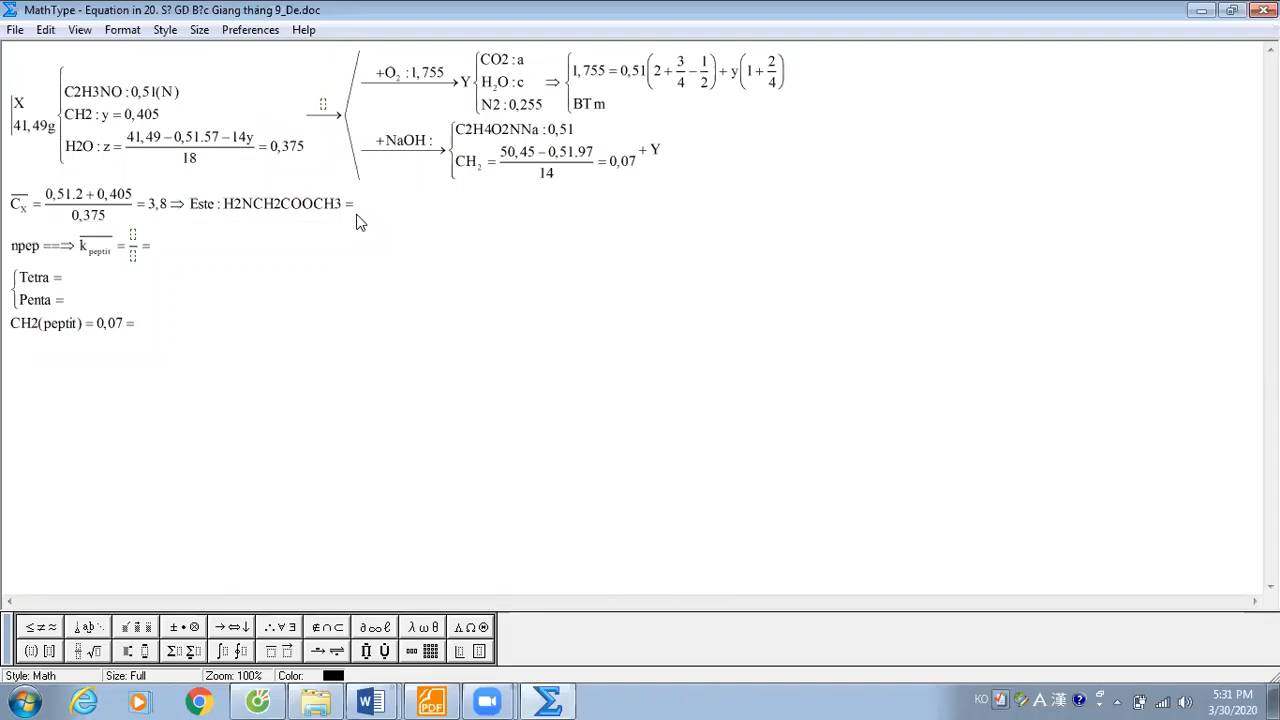 MathType - Equation in 20. S? GD B?c Giang tháng 9_De.doc
File Edit View Format Style Size Preferences Help
X
41,49g
C2H3NO : 0,51(N)
CH2 : y = 0,405
H2O : z = (41,49 − 0,51.57 − 14y)/18 = 0,375
+O₂ : 1,755
Y
CO2 : a
H₂O : c
N2 : 0,255
⇒ 1,755 = 0,51(2 + 3/4 − 1/2) + y(1 + 2/4)
BT m
+NaOH :
C2H4O2NNa : 0,51
CH₂ = (50,45 − 0,51.97)/14 = 0,07
+ Y
C̅_X = (0,51.2 + 0,405)/0,375 = 3,8 ⇒ Este : H2NCH2COOCH3 =
npep == ⇒ k̅_peptit = =
Tetra =
Penta =
CH2(peptit) = 0,07 =
Style: Math Size: Full Zoom: 100% Color:
KO A 漢 ?
5:31 PM
3/30/2020